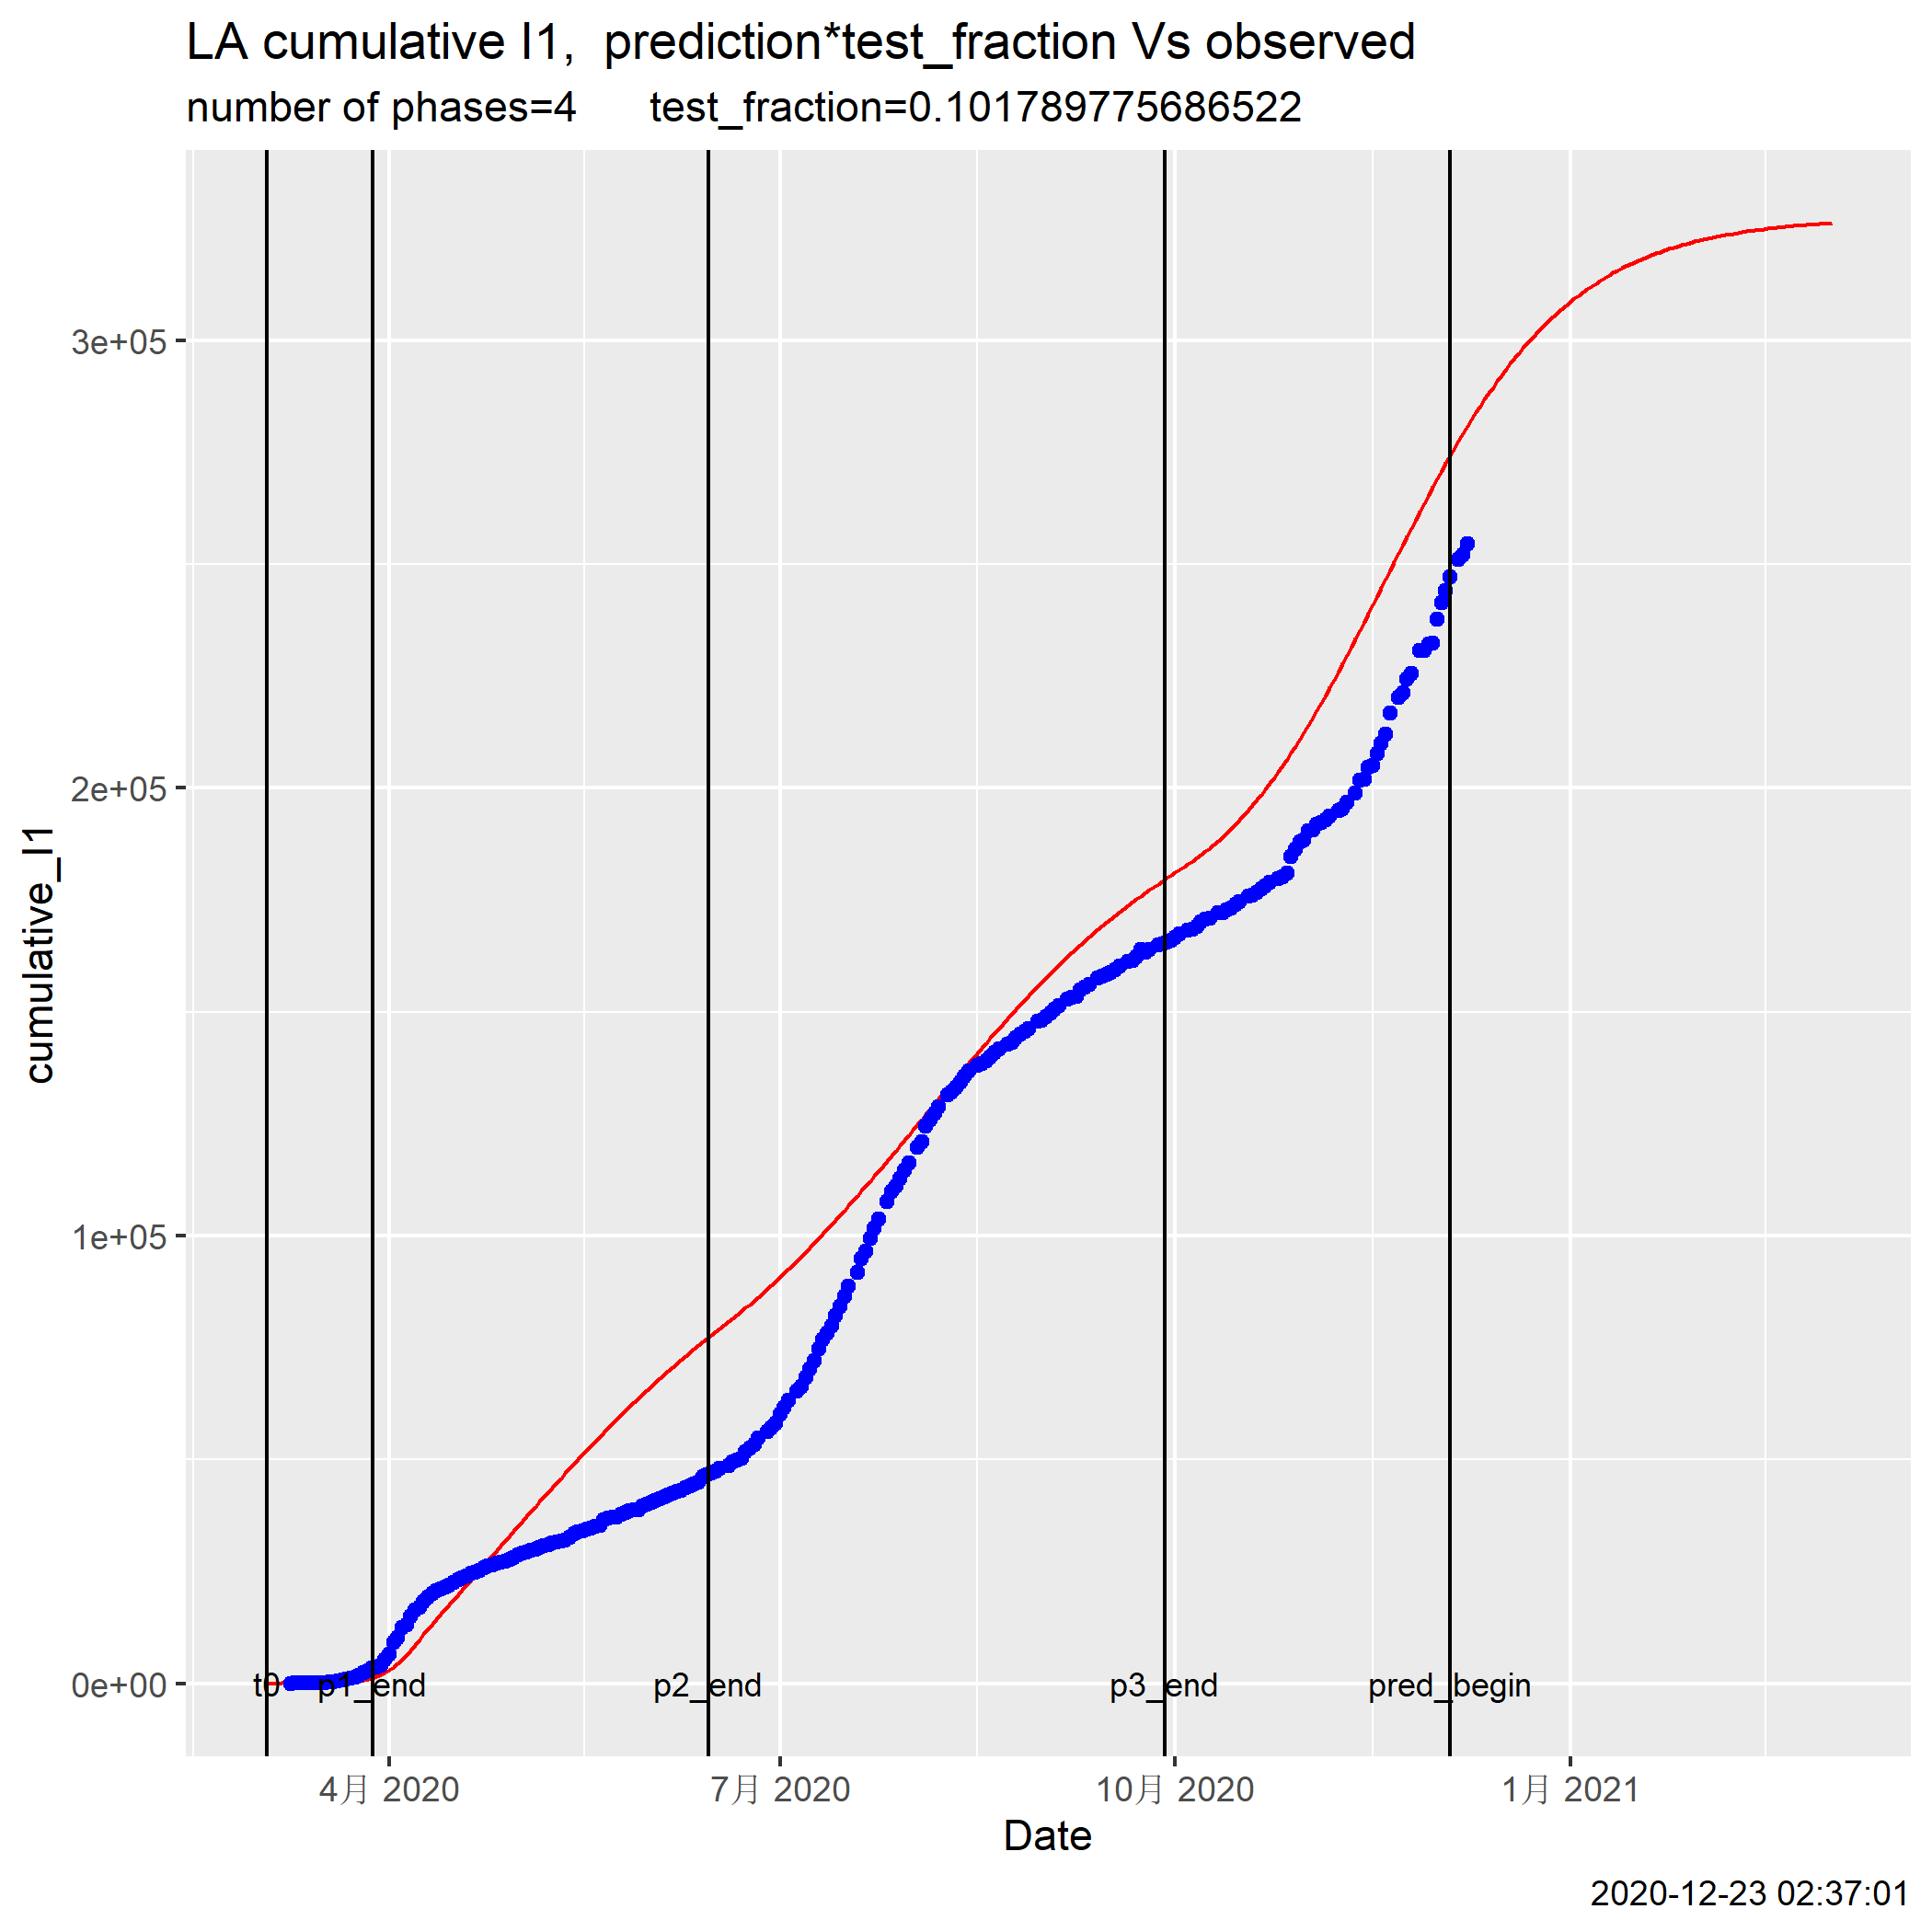 LA cumulative I1,  prediction*test_fraction Vs observed
number of phases=4      test_fraction=0.101789775686522
cumulative_I1
3e+05
2e+05
1e+05
0e+00
t0 p1_end p2_end p3_end pred_begin
4月 2020 7月 2020 10月 2020 1月 2021
Date
2020-12-23 02:37:01